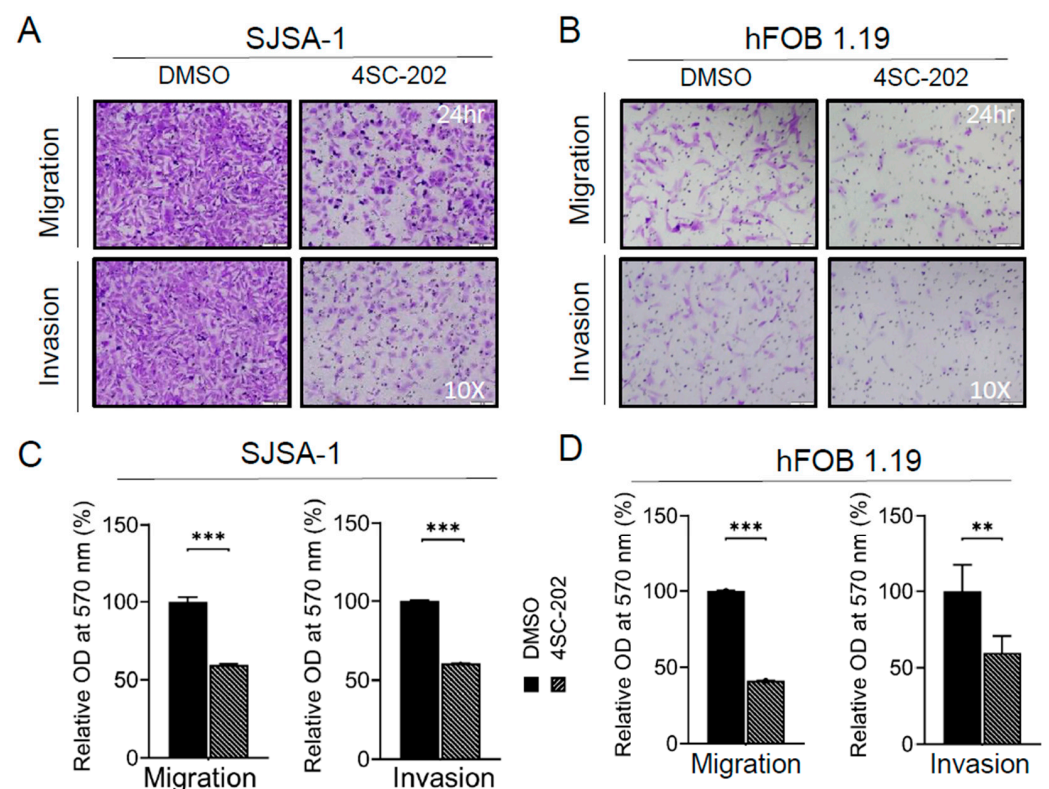 A
SJSA-1
DMSO 4SC-202
Migration
24hr
Invasion
10X
B
hFOB 1.19
DMSO 4SC-202
Migration
24hr
Invasion
10X
C
SJSA-1
Relative OD at 570 nm (%)
150
100
50
0
***
Migration
Relative OD at 570 nm (%)
150
100
50
0
***
Invasion
DMSO
4SC-202
D
hFOB 1.19
Relative OD at 570 nm (%)
150
100
50
0
***
Migration
Relative OD at 570 nm (%)
150
100
50
0
**
Invasion